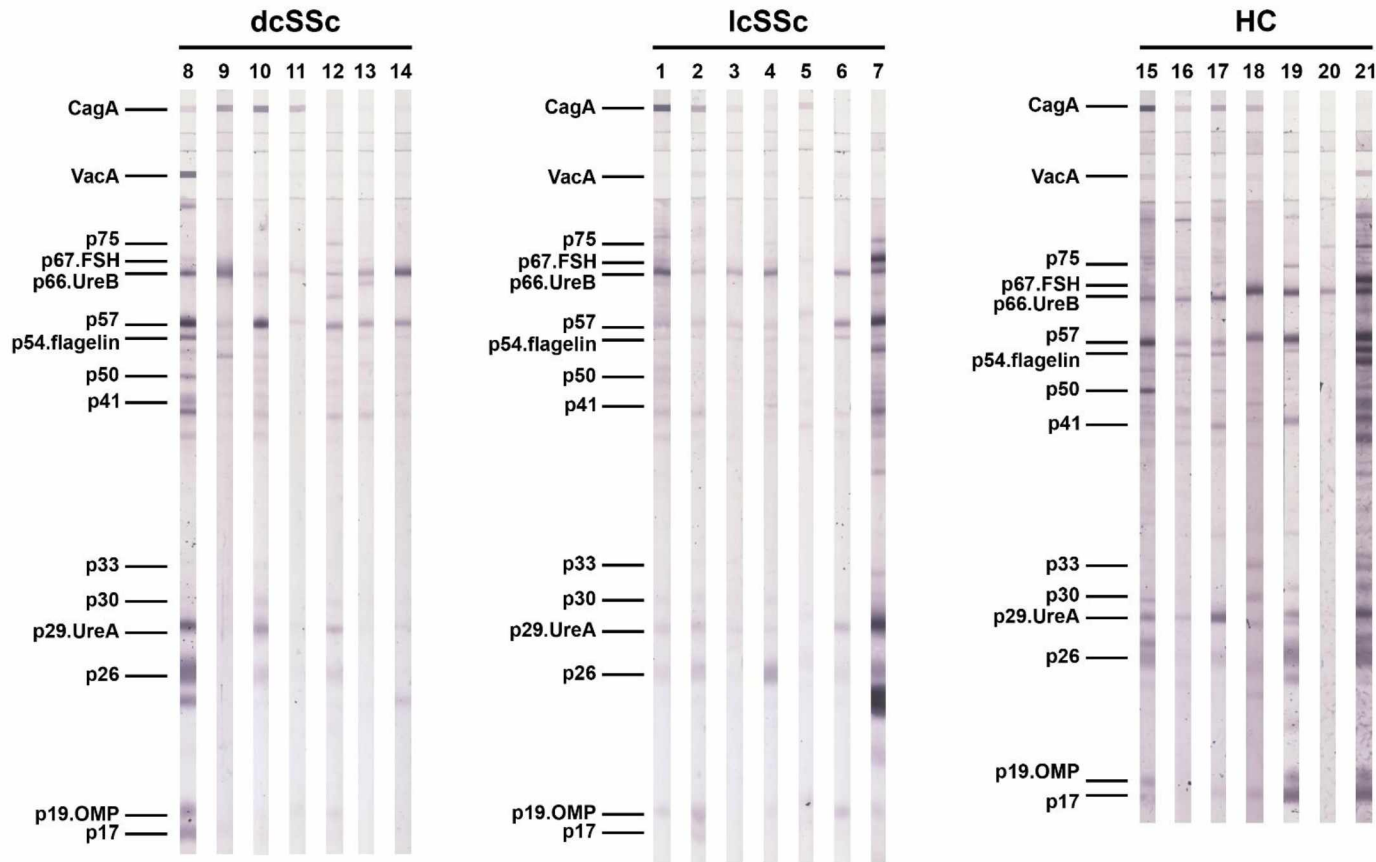 dcSSc
8 9 10 11 12 13 14
CagA
VacA
p75
p67.FSH
p66.UreB
p57
p54.flagelin
p50
p41
p33
p30
p29.UreA
p26
p19.OMP
p17
lcSSc
1 2 3 4 5 6 7
CagA
VacA
p75
p67.FSH
p66.UreB
p57
p54.flagelin
p50
p41
p33
p30
p29.UreA
p26
p19.OMP
p17
HC
15 16 17 18 19 20 21
CagA
VacA
p75
p67.FSH
p66.UreB
p57
p54.flagelin
p50
p41
p33
p30
p29.UreA
p26
p19.OMP
p17